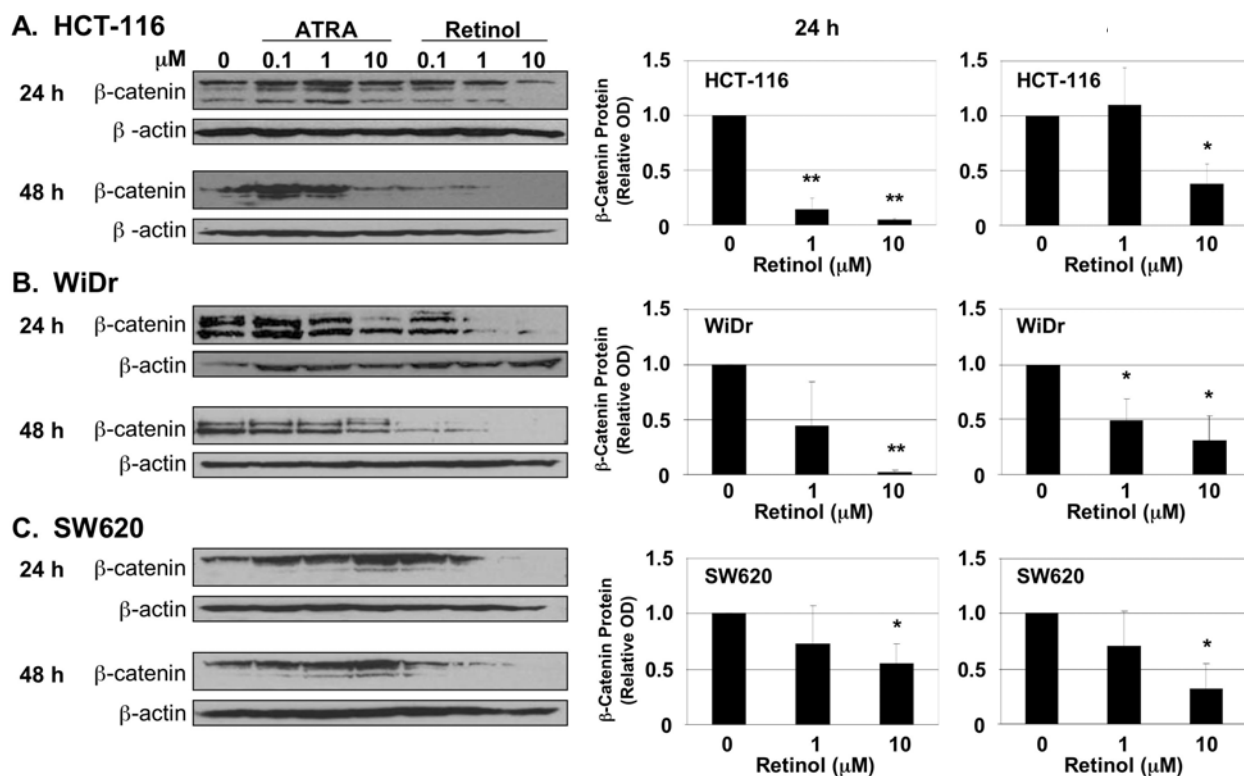 A. HCT-116
ATRA Retinol
μM 0 0.1 1 10 0.1 1 10
24 h β-catenin
β -actin
48 h β-catenin
β -actin
B. WiDr
24 h β-catenin
β-actin
48 h β-catenin
β-actin
C. SW620
24 h β-catenin
β-actin
48 h β-catenin
β-actin
24 h
β-Catenin Protein
(Relative OD)
1.5
1.0
0.5
0
HCT-116
** **
0 1 10
Retinol (μM)
1.5
1.0
0.5
0
HCT-116
*
0 1 10
Retinol (μM)
β-Catenin Protein
(Relative OD)
1.5
1.0
0.5
0
WiDr
**
0 1 10
Retinol (μM)
1.5
1.0
0.5
0
WiDr
* *
0 1 10
Retinol (μM)
β-Catenin Protein
(Relative OD)
1.5
1.0
0.5
0
SW620
*
0 1 10
Retinol (μM)
1.5
1.0
0.5
0
SW620
*
0 1 10
Retinol (μM)